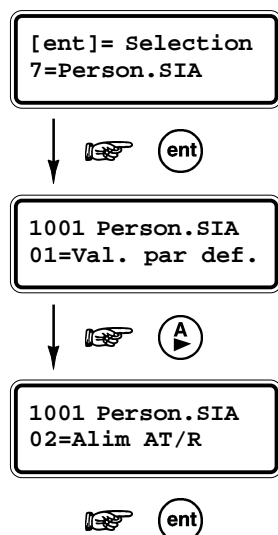 [ent]= Selection
7=Person.SIA
ent
1001 Person.SIA
01=Val. par def.
A
1001 Person.SIA
02=Alim AT/R
ent